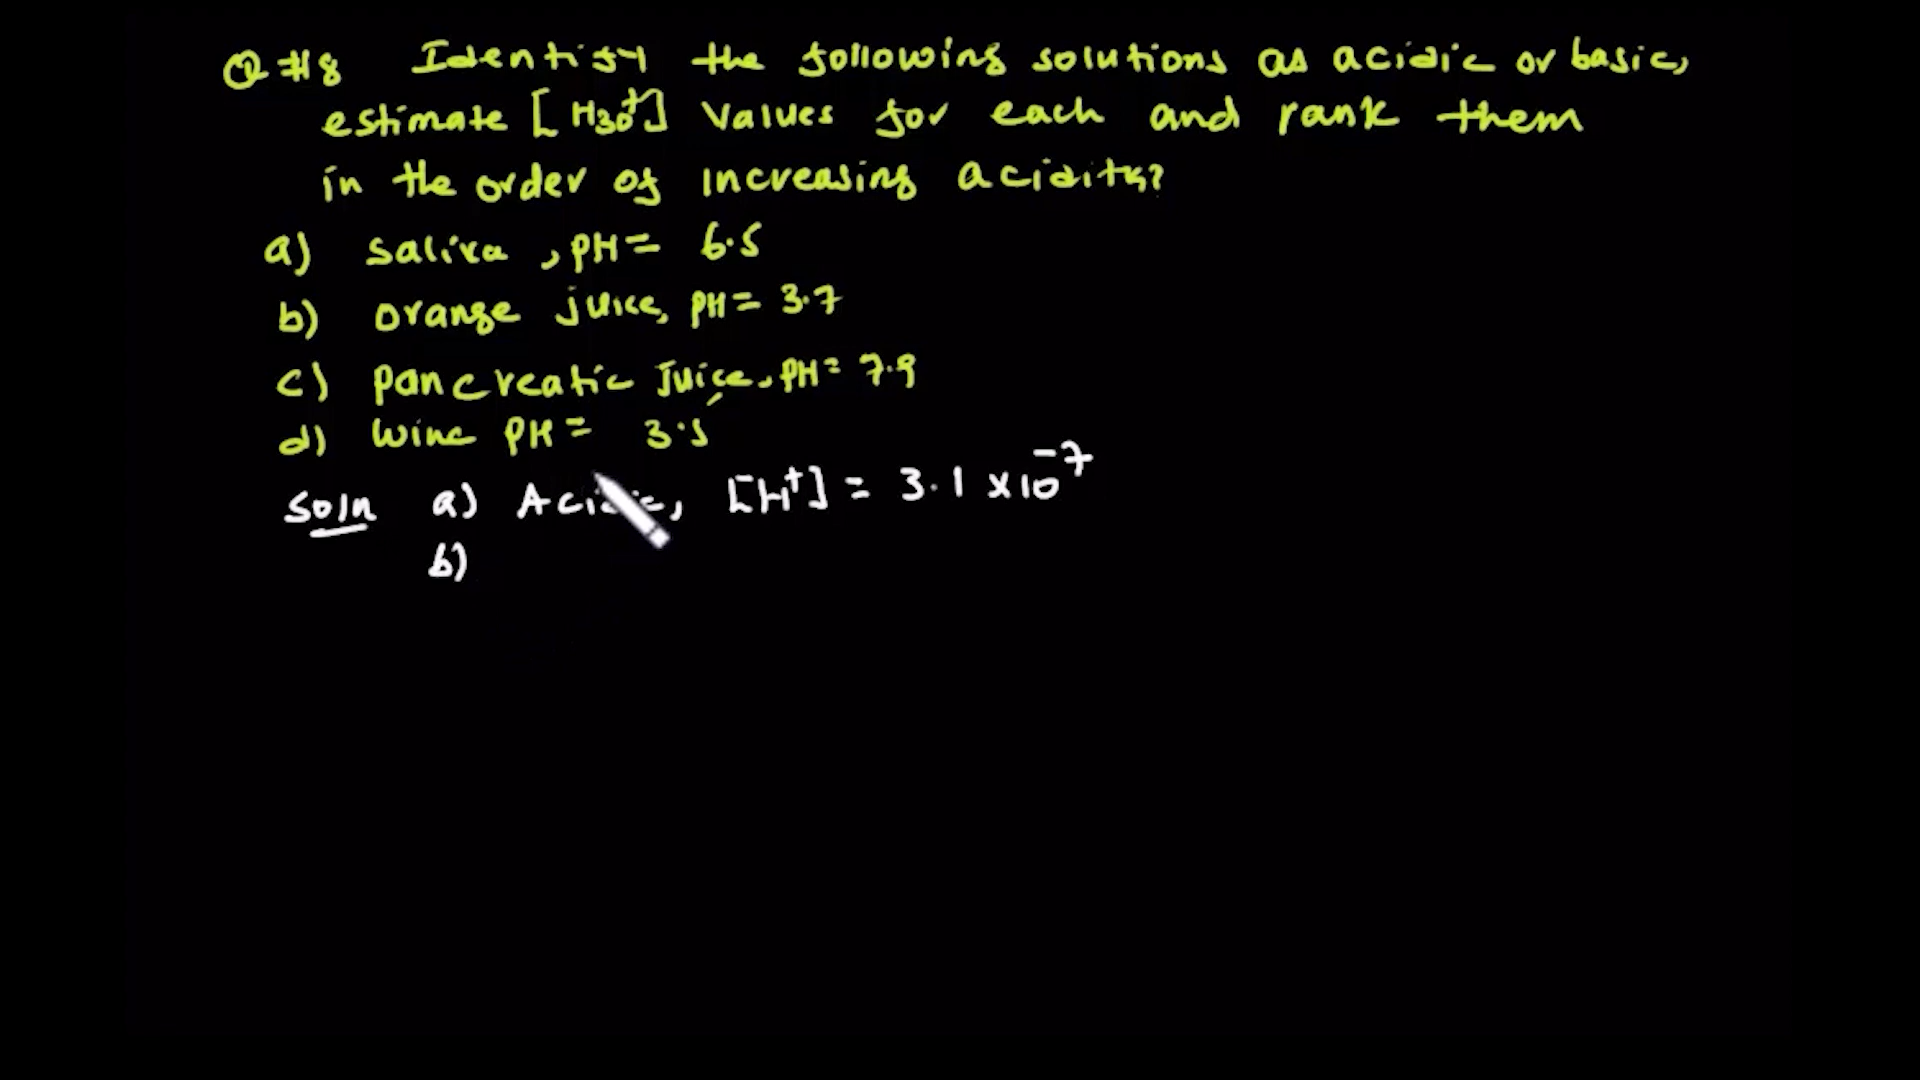 Q #8 Identify the following solutions as acidic or basic,
estimate [H3O+] values for each and rank them
in the order of increasing acidity?
a) saliva, pH = 6.5
b) orange juice, pH = 3.7
c) pancreatic juice, pH = 7.9
d) wine pH = 3.5
Soln a) Acidic, [H+] = 3.1 x10^-7
b)